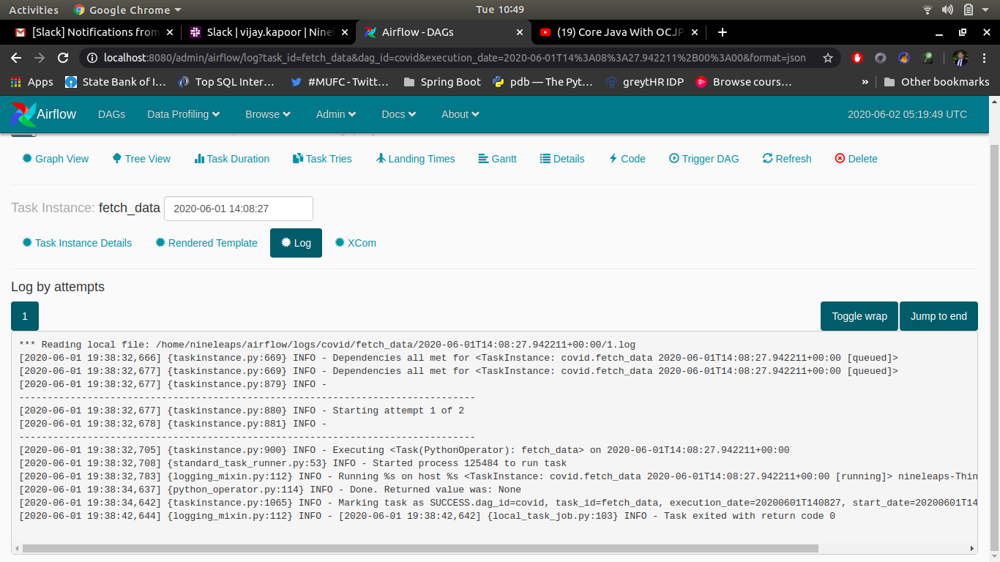 Activities Google Chrome Tue 10:49
[Slack] Notifications from Slack | vijay.kapoor | Nine Airflow - DAGs (19) Core Java With OCJP
localhost:8080/admin/airflow/log?task_id=fetch_data&dag_id=covid&execution_date=2020-06-01T14%3A08%3A27.942211%2B00%3A00&format=json
Apps State Bank of I... Top SQL Inter... #MUFC - Twitt... Spring Boot pdb — The Pyt... greytHR IDP Browse cours... » Other bookmarks
Airflow DAGs Data Profiling Browse Admin Docs About 2020-06-02 05:19:49 UTC
Graph View Tree View Task Duration Task Tries Landing Times Gantt Details Code Trigger DAG Refresh Delete
Task Instance: fetch_data 2020-06-01 14:08:27
Task Instance Details Rendered Template Log XCom
Log by attempts
1 Toggle wrap Jump to end
*** Reading local file: /home/nineleaps/airflow/logs/covid/fetch_data/2020-06-01T14:08:27.942211+00:00/1.log
[2020-06-01 19:38:32,666] {taskinstance.py:669} INFO - Dependencies all met for <TaskInstance: covid.fetch_data 2020-06-01T14:08:27.942211+00:00 [queued]>
[2020-06-01 19:38:32,677] {taskinstance.py:669} INFO - Dependencies all met for <TaskInstance: covid.fetch_data 2020-06-01T14:08:27.942211+00:00 [queued]>
[2020-06-01 19:38:32,677] {taskinstance.py:879} INFO -
--------------------------------------------------------------------------------
[2020-06-01 19:38:32,677] {taskinstance.py:880} INFO - Starting attempt 1 of 2
[2020-06-01 19:38:32,678] {taskinstance.py:881} INFO -
--------------------------------------------------------------------------------
[2020-06-01 19:38:32,705] {taskinstance.py:900} INFO - Executing <Task(PythonOperator): fetch_data> on 2020-06-01T14:08:27.942211+00:00
[2020-06-01 19:38:32,708] {standard_task_runner.py:53} INFO - Started process 125484 to run task
[2020-06-01 19:38:32,783] {logging_mixin.py:112} INFO - Running %s on host %s <TaskInstance: covid.fetch_data 2020-06-01T14:08:27.942211+00:00 [running]> nineleaps-Thin
[2020-06-01 19:38:34,637] {python_operator.py:114} INFO - Done. Returned value was: None
[2020-06-01 19:38:34,642] {taskinstance.py:1065} INFO - Marking task as SUCCESS.dag_id=covid, task_id=fetch_data, execution_date=20200601T140827, start_date=20200601T14
[2020-06-01 19:38:42,644] {logging_mixin.py:112} INFO - [2020-06-01 19:38:42,642] {local_task_job.py:103} INFO - Task exited with return code 0